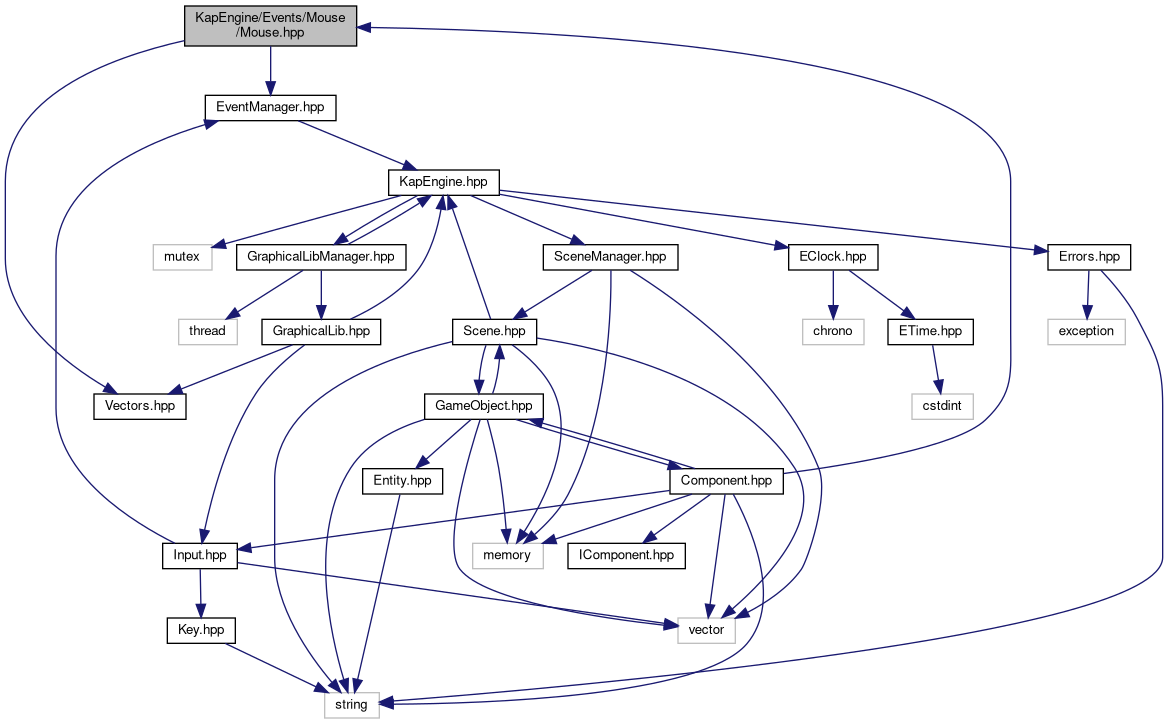 KapEngine/Events/Mouse
/Mouse.hpp
EventManager.hpp
KapEngine.hpp
mutex
GraphicalLibManager.hpp
SceneManager.hpp
EClock.hpp
Errors.hpp
thread
GraphicalLib.hpp
Scene.hpp
chrono
ETime.hpp
exception
Vectors.hpp
GameObject.hpp
cstdint
Entity.hpp
Component.hpp
Input.hpp
memory
IComponent.hpp
Key.hpp
vector
string